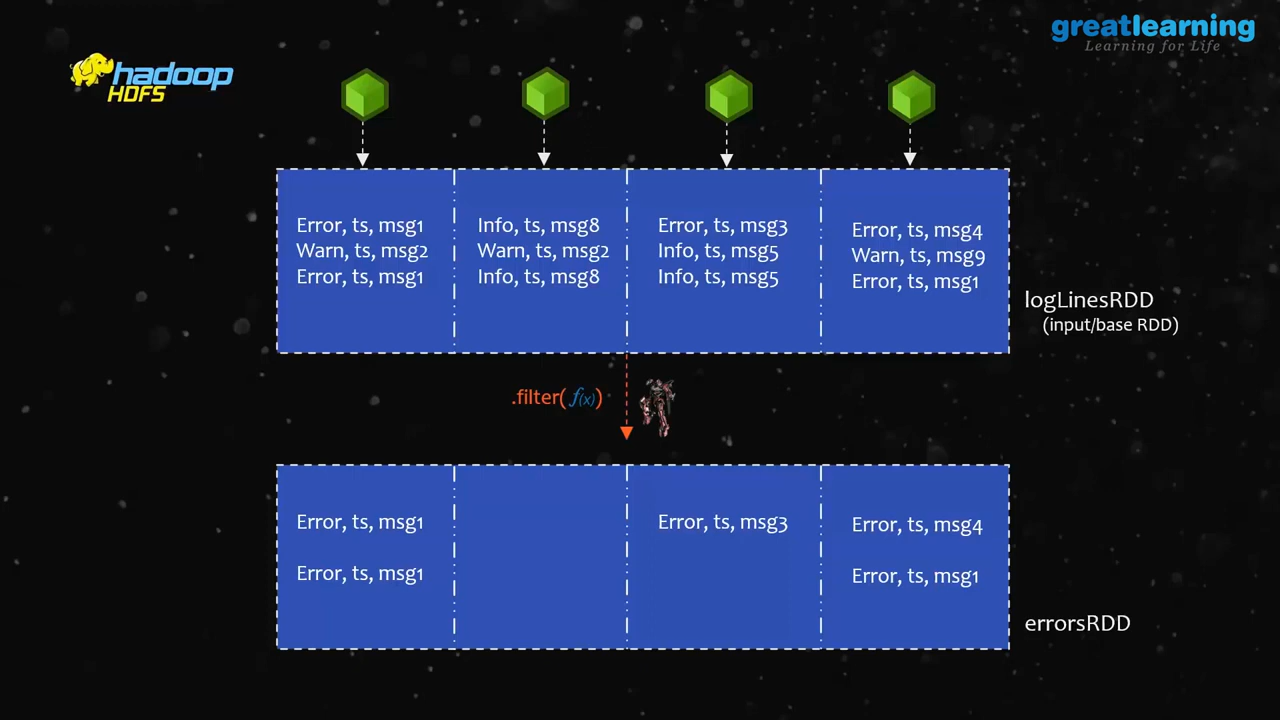 greatlearning
Learning for Life
hadoop
HDFS
Error, ts, msg1
Warn, ts, msg2
Error, ts, msg1
Info, ts, msg8
Warn, ts, msg2
Info, ts, msg8
Error, ts, msg3
Info, ts, msg5
Info, ts, msg5
Error, ts, msg4
Warn, ts, msg9
Error, ts, msg1
logLinesRDD
(input/base RDD)
.filter( f(x) )
Error, ts, msg1
Error, ts, msg1
Error, ts, msg3
Error, ts, msg4
Error, ts, msg1
errorsRDD